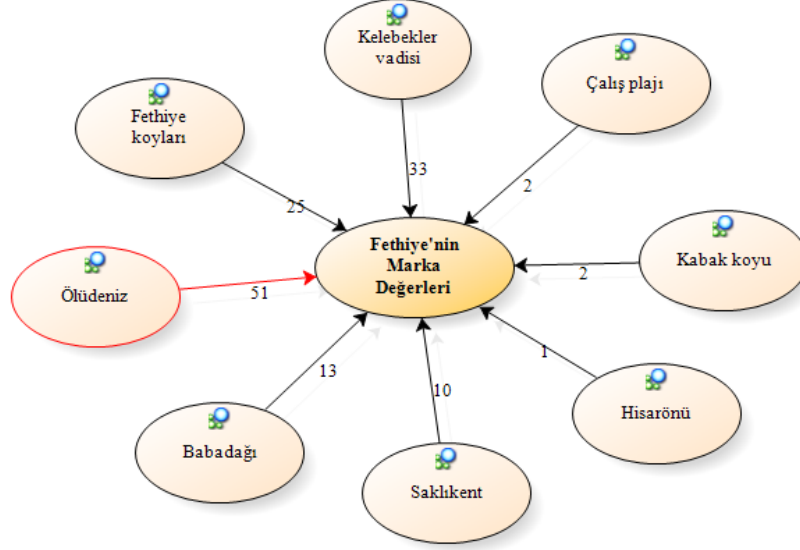 Kelebekler
vadisi
Çalış plajı
Fethiye
koyları
33
2
25
Fethiye'nin
Marka
Değerleri
Kabak koyu
2
Ölüdeniz
51
13
10
1
Hisarönü
Babadağı
Saklıkent